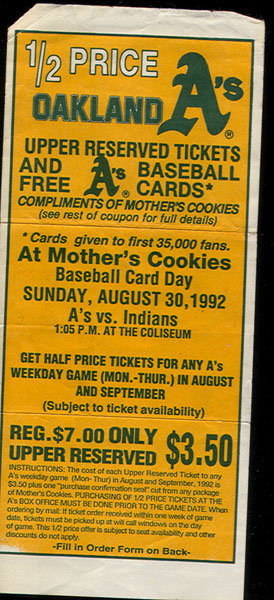 1/2 PRICE
OAKLAND A's ®
UPPER RESERVED TICKETS
AND A's ® BASEBALL
FREE CARDS*
COMPLIMENTS OF MOTHER'S COOKIES
(see rest of coupon for full details)
* Cards given to first 35,000 fans.
At Mother's Cookies
Baseball Card Day
SUNDAY, AUGUST 30,1992
A's vs. Indians
1:05 P.M. AT THE COLISEUM
GET HALF PRICE TICKETS FOR ANY A's
WEEKDAY GAME (MON.-THUR.) IN AUGUST
AND SEPTEMBER
(Subject to ticket availability)
REG.$7.00 ONLY
UPPER RESERVED $3.50
INSTRUCTIONS: The cost of each Upper Reserved Ticket to any
A's weekday game (Mon- Thur) in August and September, 1992 is
$3.50 plus one "purchase confirmation seal" cut from any package
of Mother's Cookies. PURCHASING OF 1/2 PRICE TICKETS AT THE
A's BOX OFFICE MUST BE DONE PRIOR TO THE GAME DATE. When
ordering by mail: If ticket order received within one week of game
date, tickets must be picked up at will call windows on the day
of game. This 1/2 price offer is subject to seat availability and other
discounts do not apply.
-Fill in Order Form on Back-